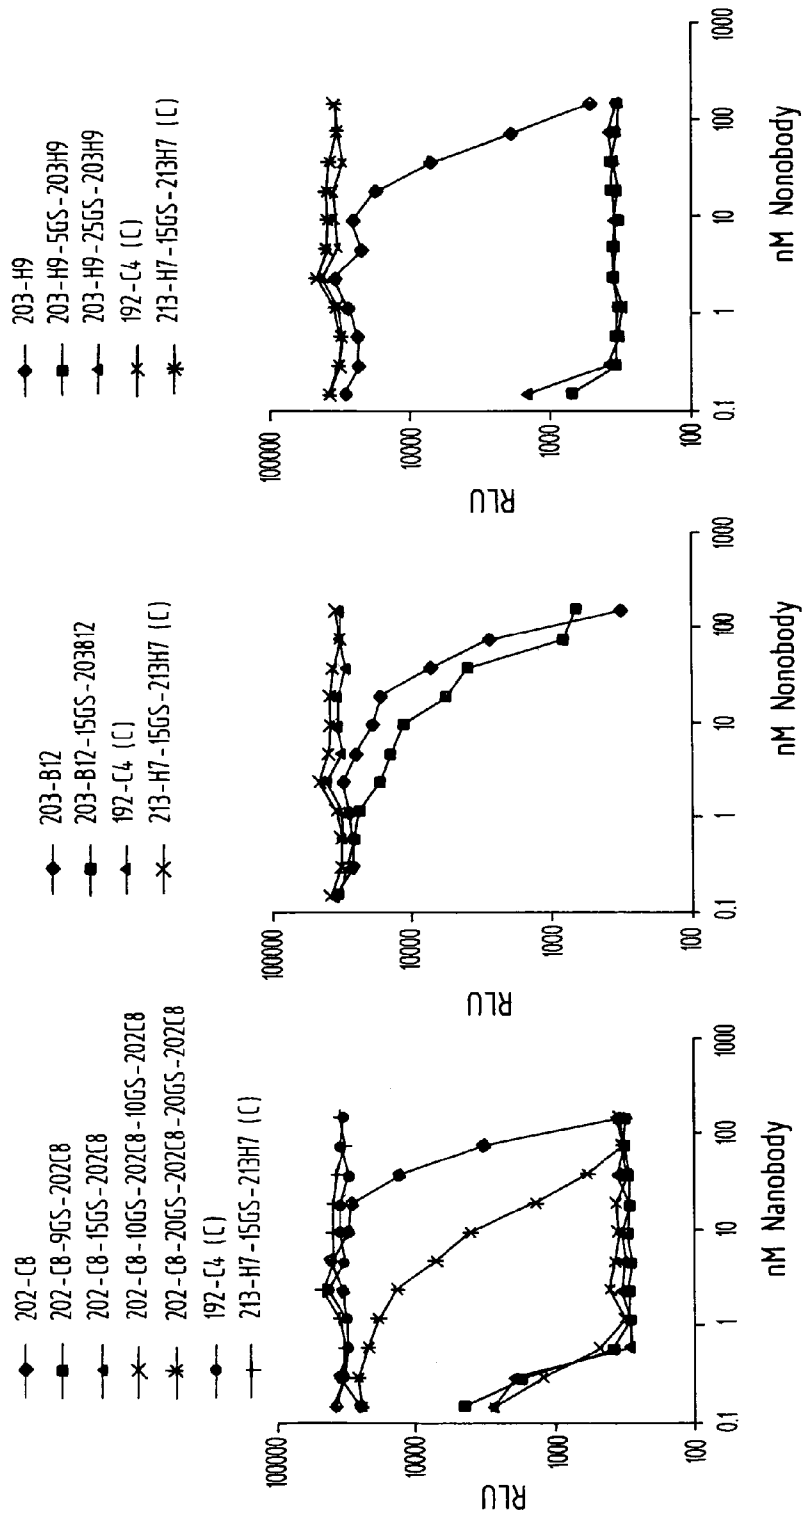 202-C8
202-C8-9GS-202C8
202-C8-15GS-202C8
202-C8-10GS-202C8-10GS-202C8
202-C8-20GS-202C8-20GS-202C8
192-C4 (C)
213-H7-15GS-213H7 (C)
100000
10000
1000
100
RLU
0.1
1
10
100
1000
nM Nanobody
203-B12
203-B12-15GS-203B12
192-C4 (C)
213-H7-15GS-213H7 (C)
100000
10000
1000
100
RLU
0.1
1
10
100
1000
nM Nonobody
203-H9
203-H9-5GS-203H9
203-H9-25GS-203H9
192-C4 (C)
213-H7-15GS-213H7 (C)
100000
10000
1000
100
RLU
0.1
1
10
100
1000
nM Nonobody